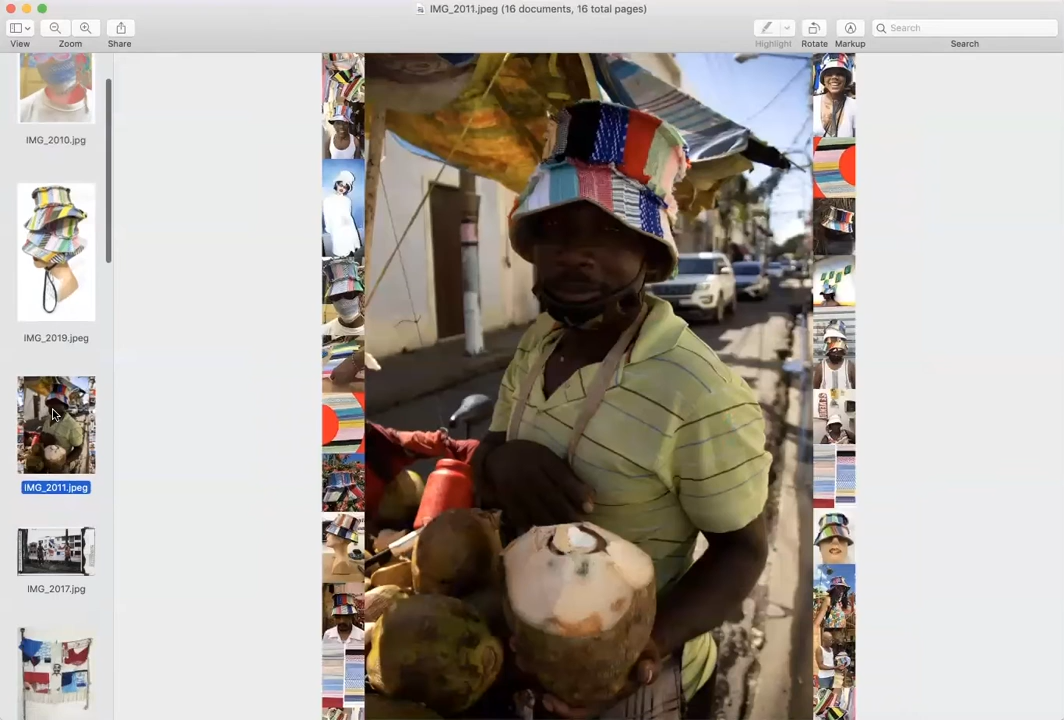 IMG_2011.jpeg (16 documents, 16 total pages)
View
Zoom
Share
Highlight
Rotate
Markup
Search
Search
IMG_2010.jpg
IMG_2019.jpeg
IMG_2011.jpeg
IMG_2017.jpg